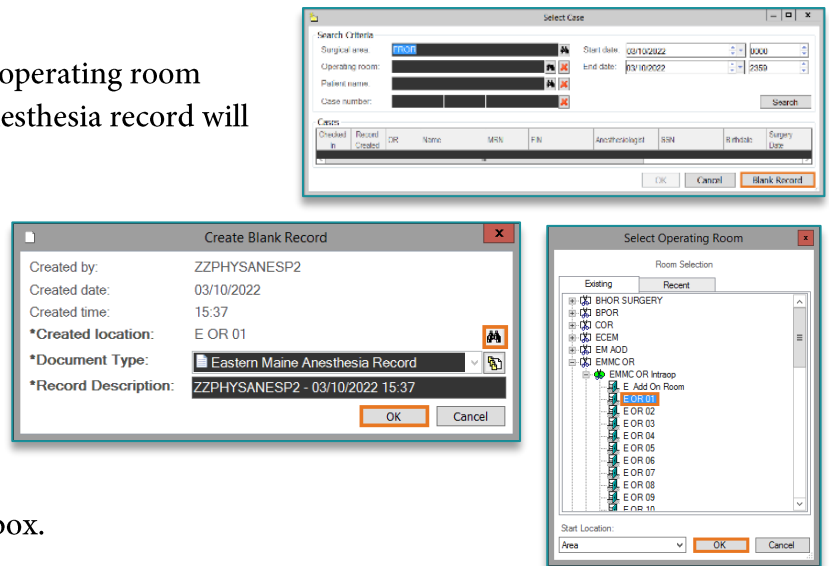 operating room
esthesia record will
Select Case
Search Criteria
Surgical area:
EROR
Start date: 03/10/2022 0000
Operating room:
End date: 03/10/2022 2359
Patient name:
Case number:
Search
Cases
Checked In Record Created OR Name MRN FIN Anesthesiologist SSN Birthdate Surgery Date
OK Cancel Blank Record
Create Blank Record
Created by: ZZPHYSANESP2
Created date: 03/10/2022
Created time: 15:37
*Created location: E OR 01
*Document Type: Eastern Maine Anesthesia Record
*Record Description: ZZPHYSANESP2 - 03/10/2022 15:37
OK Cancel
Select Operating Room
Room Selection
Existing Recent
BHOR SURGERY
BPOR
COR
ECEM
EM AOD
EMMC OR
EMMC OR Intraop
E Add On Room
E OR 01
E OR 02
E OR 03
E OR 04
E OR 05
E OR 06
E OR 07
E OR 08
E OR 09
E OR 10
Start Location:
Area OK Cancel
box.